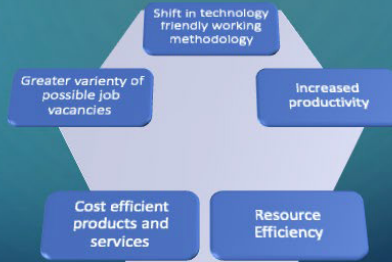 Shift in technology
friendly working
methodology
Greater varienty of
possible job
vacancies
Increased
productivity
Cost efficient
products and
services
Resource
Efficiency